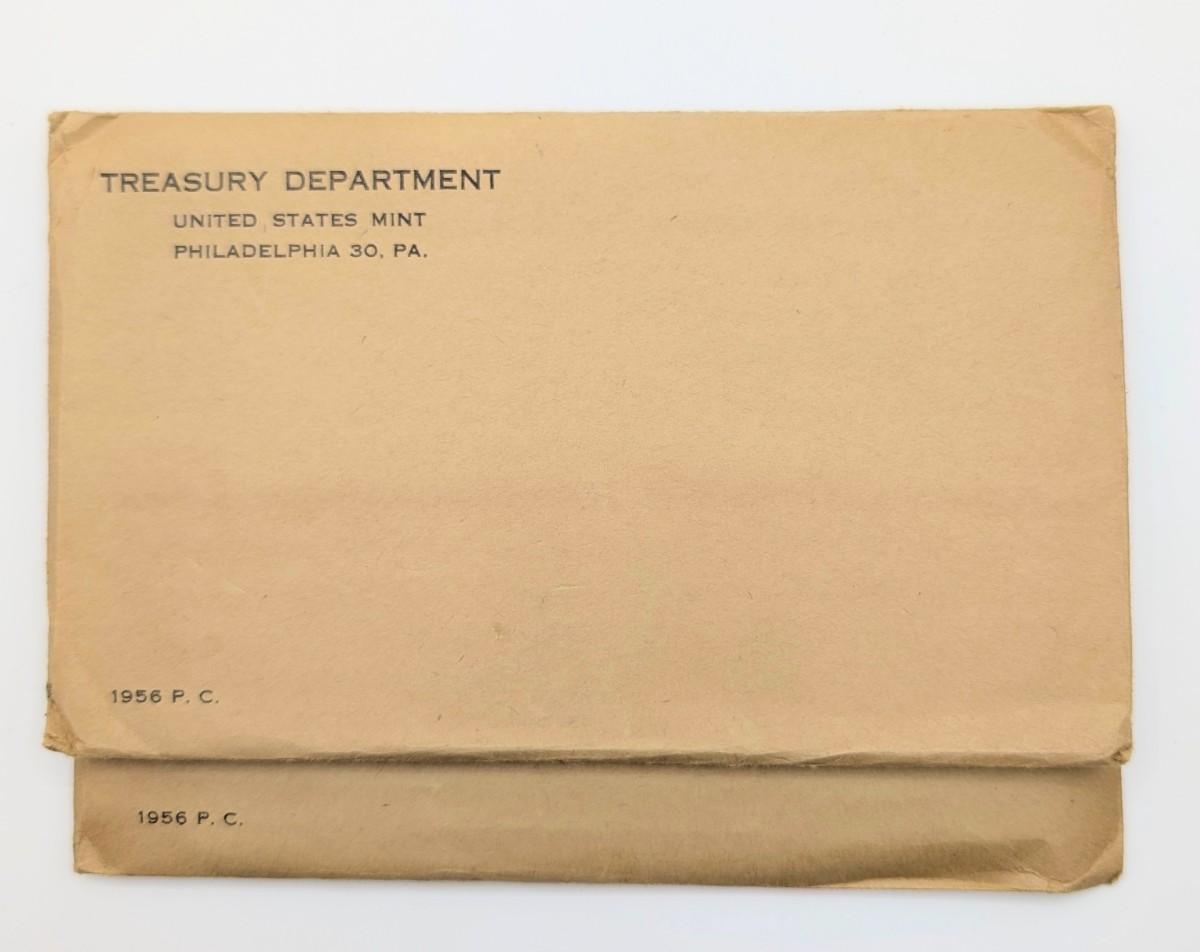 TREASURY DEPARTMENT
UNITED STATES MINT
PHILADELPHIA 30, PA.
1956 P. C.
1956 P. C.